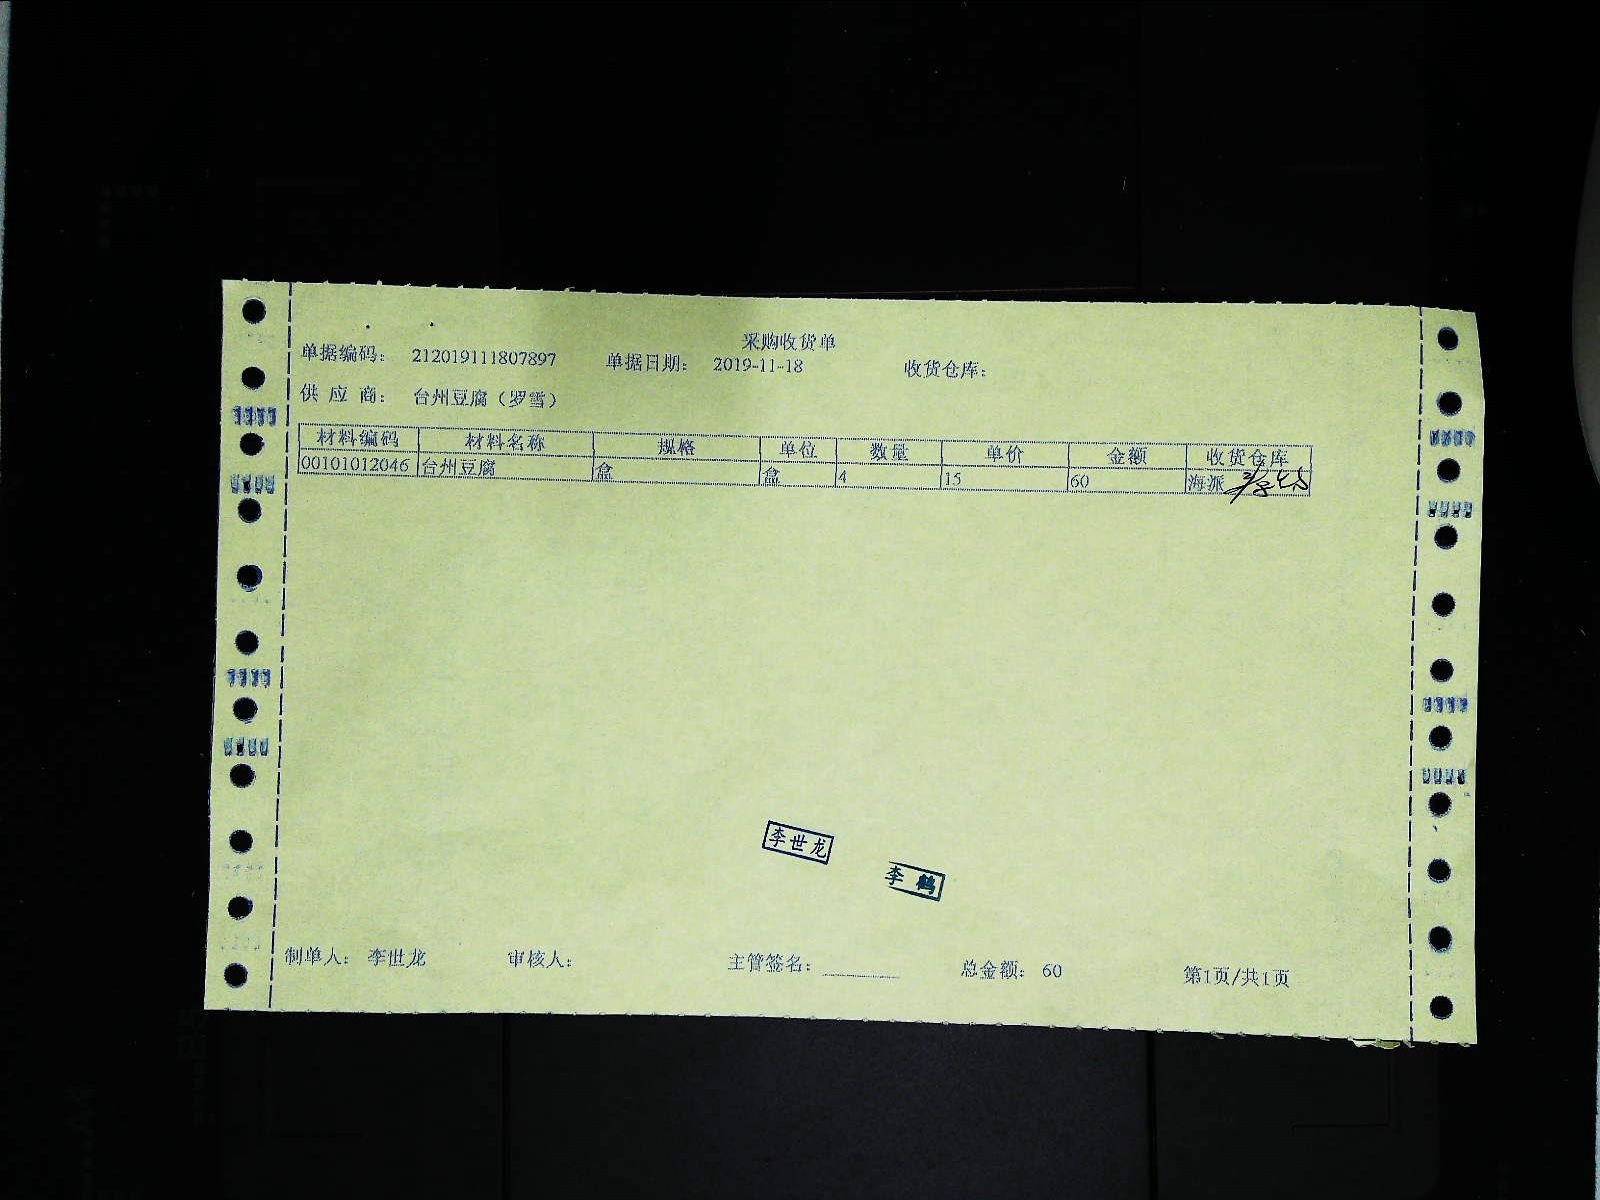 采购收货单
单据编码： 212019111807897 单据日期： 2019-11-18 收货仓库：
供 应 商： 台州豆腐（罗雪）
材料编码 材料名称 规格 单位 数量 单价 金额 收货仓库
00101012046 台州豆腐 盒 盒 4 15 60 海派
李世龙
李鹤
制单人： 李世龙 审核人： 主管签名： 总金额： 60 第1页/共1页